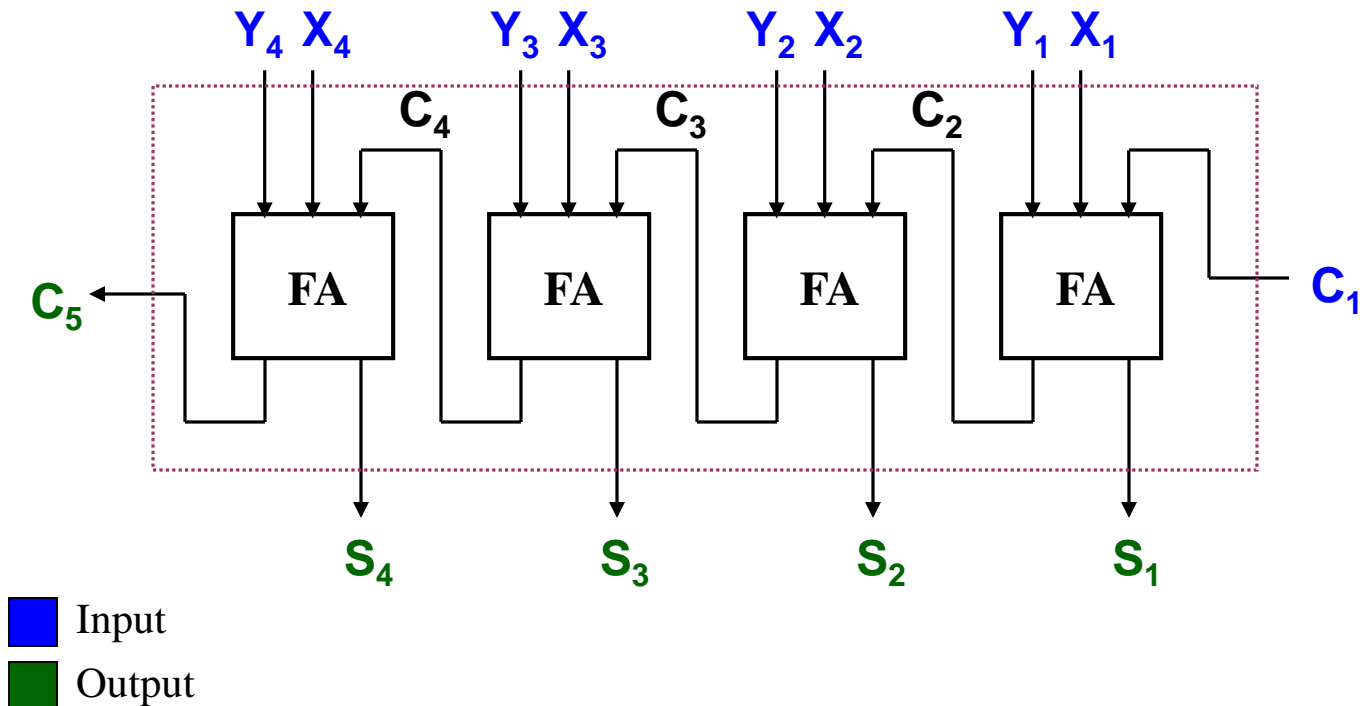 Y₄ X₄ Y₃ X₃ Y₂ X₂ Y₁ X₁
C₄ C₃ C₂
FA FA FA FA
C₅ C₁
S₄ S₃ S₂ S₁
Input
Output